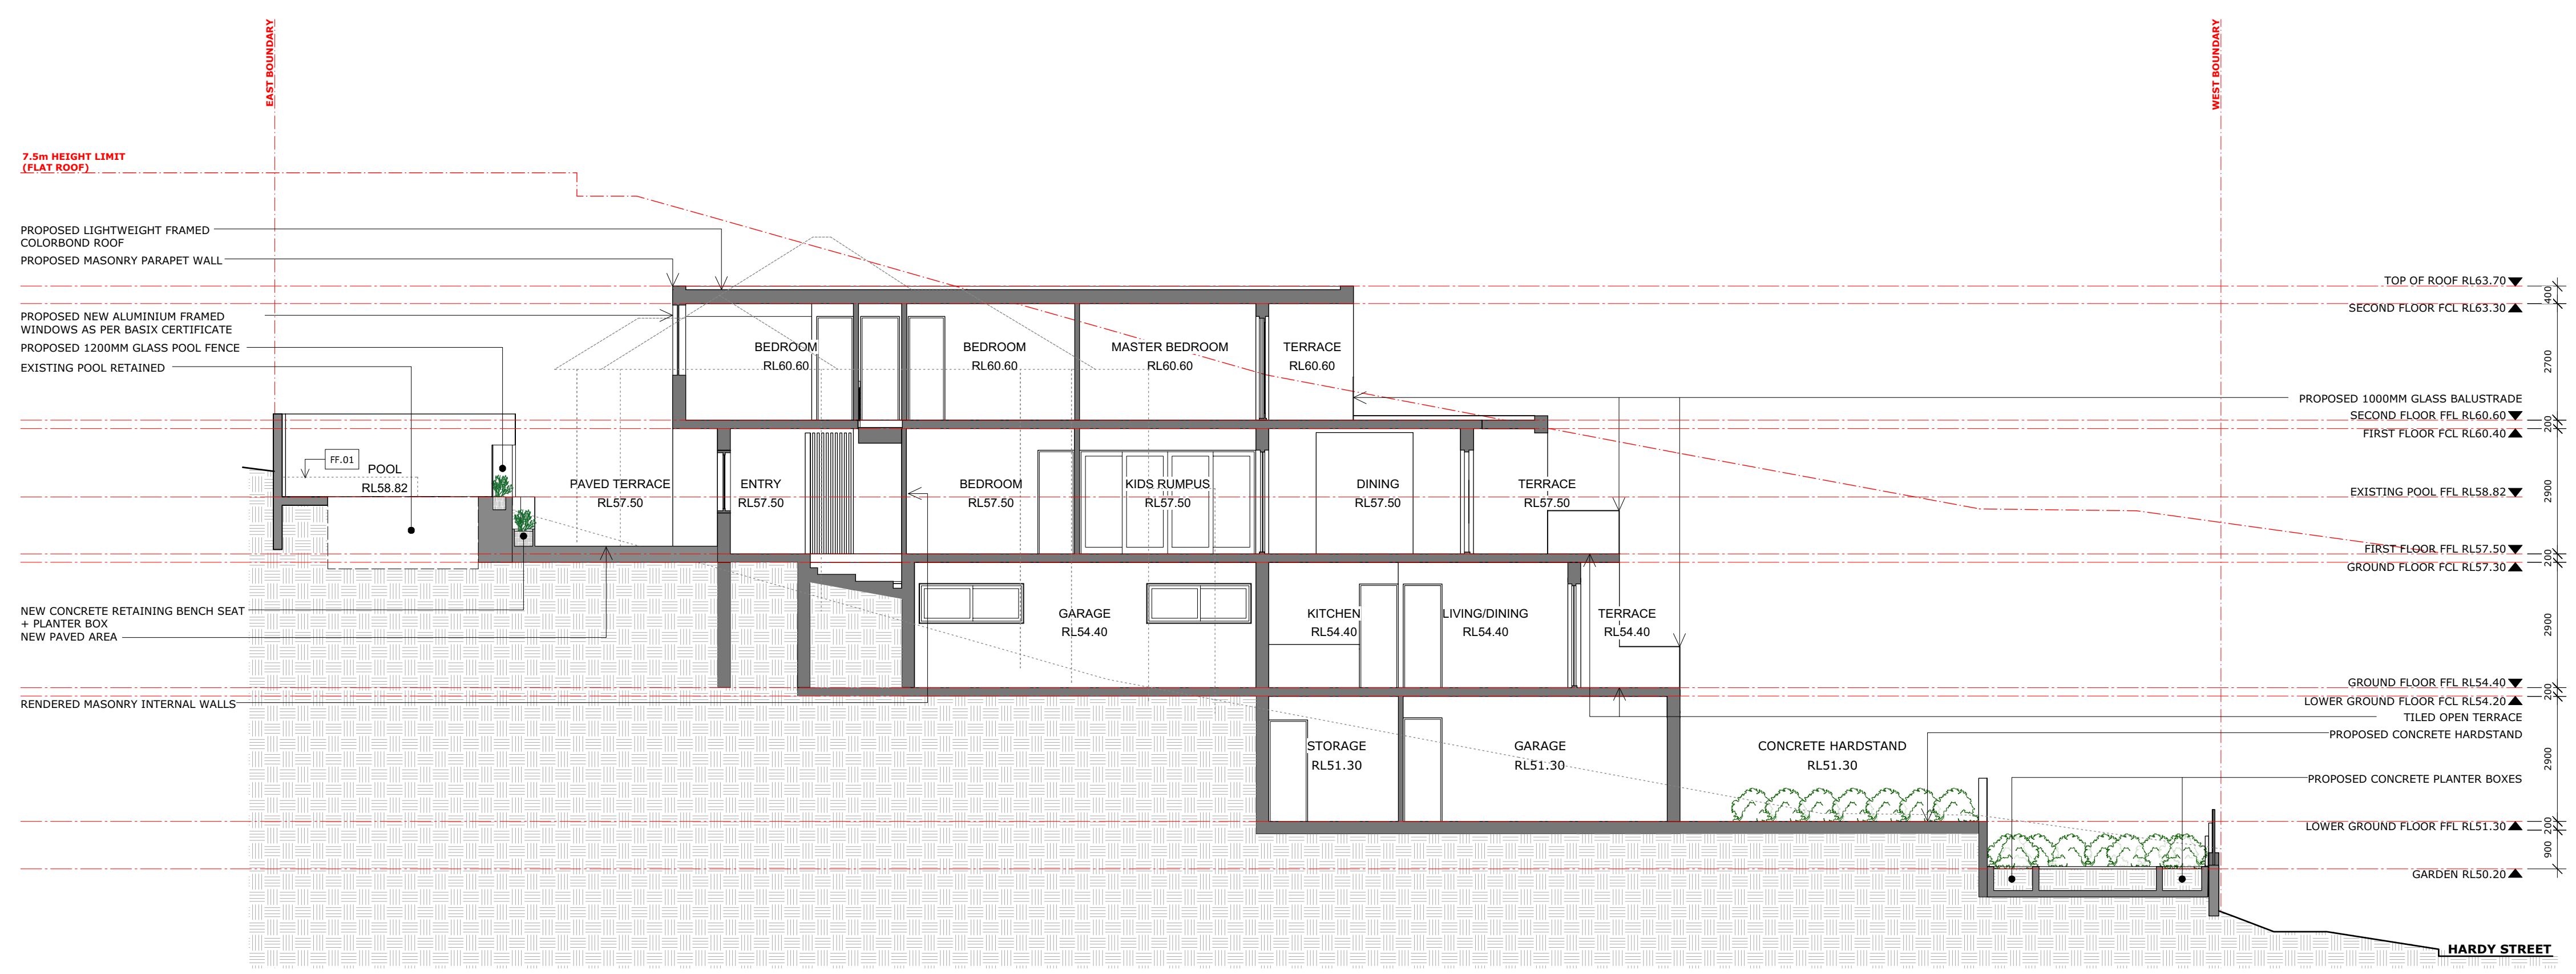 EAST BOUNDARY
WEST BOUNDARY
7.5m HEIGHT LIMIT
(FLAT ROOF)
PROPOSED LIGHTWEIGHT FRAMED
COLORBOND ROOF
PROPOSED MASONRY PARAPET WALL
PROPOSED NEW ALUMINIUM FRAMED
WINDOWS AS PER BASIX CERTIFICATE
PROPOSED 1200MM GLASS POOL FENCE
EXISTING POOL RETAINED
NEW CONCRETE RETAINING BENCH SEAT
+ PLANTER BOX
NEW PAVED AREA
RENDERED MASONRY INTERNAL WALLS
BEDROOM
RL60.60
BEDROOM
RL60.60
MASTER BEDROOM
RL60.60
TERRACE
RL60.60
FF.01
POOL
RL58.82
PAVED TERRACE
RL57.50
ENTRY
RL57.50
BEDROOM
RL57.50
KIDS RUMPUS
RL57.50
DINING
RL57.50
TERRACE
RL57.50
GARAGE
RL54.40
KITCHEN
RL54.40
LIVING/DINING
RL54.40
TERRACE
RL54.40
STORAGE
RL51.30
GARAGE
RL51.30
CONCRETE HARDSTAND
RL51.30
TOP OF ROOF RL63.70
SECOND FLOOR FCL RL63.30
PROPOSED 1000MM GLASS BALUSTRADE
SECOND FLOOR FFL RL60.60
FIRST FLOOR FCL RL60.40
EXISTING POOL FFL RL58.82
FIRST FLOOR FFL RL57.50
GROUND FLOOR FCL RL57.30
GROUND FLOOR FFL RL54.40
LOWER GROUND FLOOR FCL RL54.20
TILED OPEN TERRACE
PROPOSED CONCRETE HARDSTAND
PROPOSED CONCRETE PLANTER BOXES
LOWER GROUND FLOOR FFL RL51.30
GARDEN RL50.20
400
2700
200
2900
200
2900
200
2900
200
900
HARDY STREET